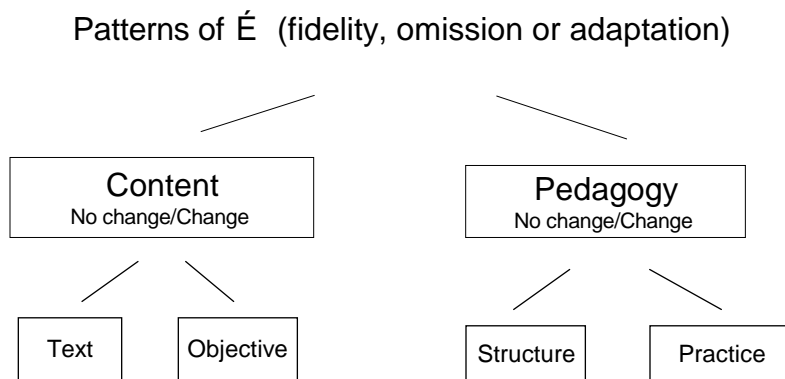 Patterns of É (fidelity, omission or adaptation)
Content
No change/Change
Pedagogy
No change/Change
Text
Objective
Structure
Practice